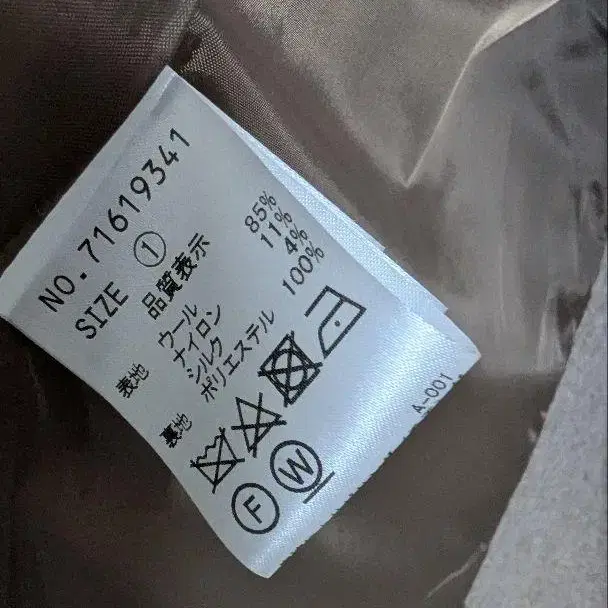 NO.71619341
SIZE ①
品質表示
表地 ウール 85%
ナイロン 11%
シルク 4%
裏地 ポリエステル 100%
F W
A-001